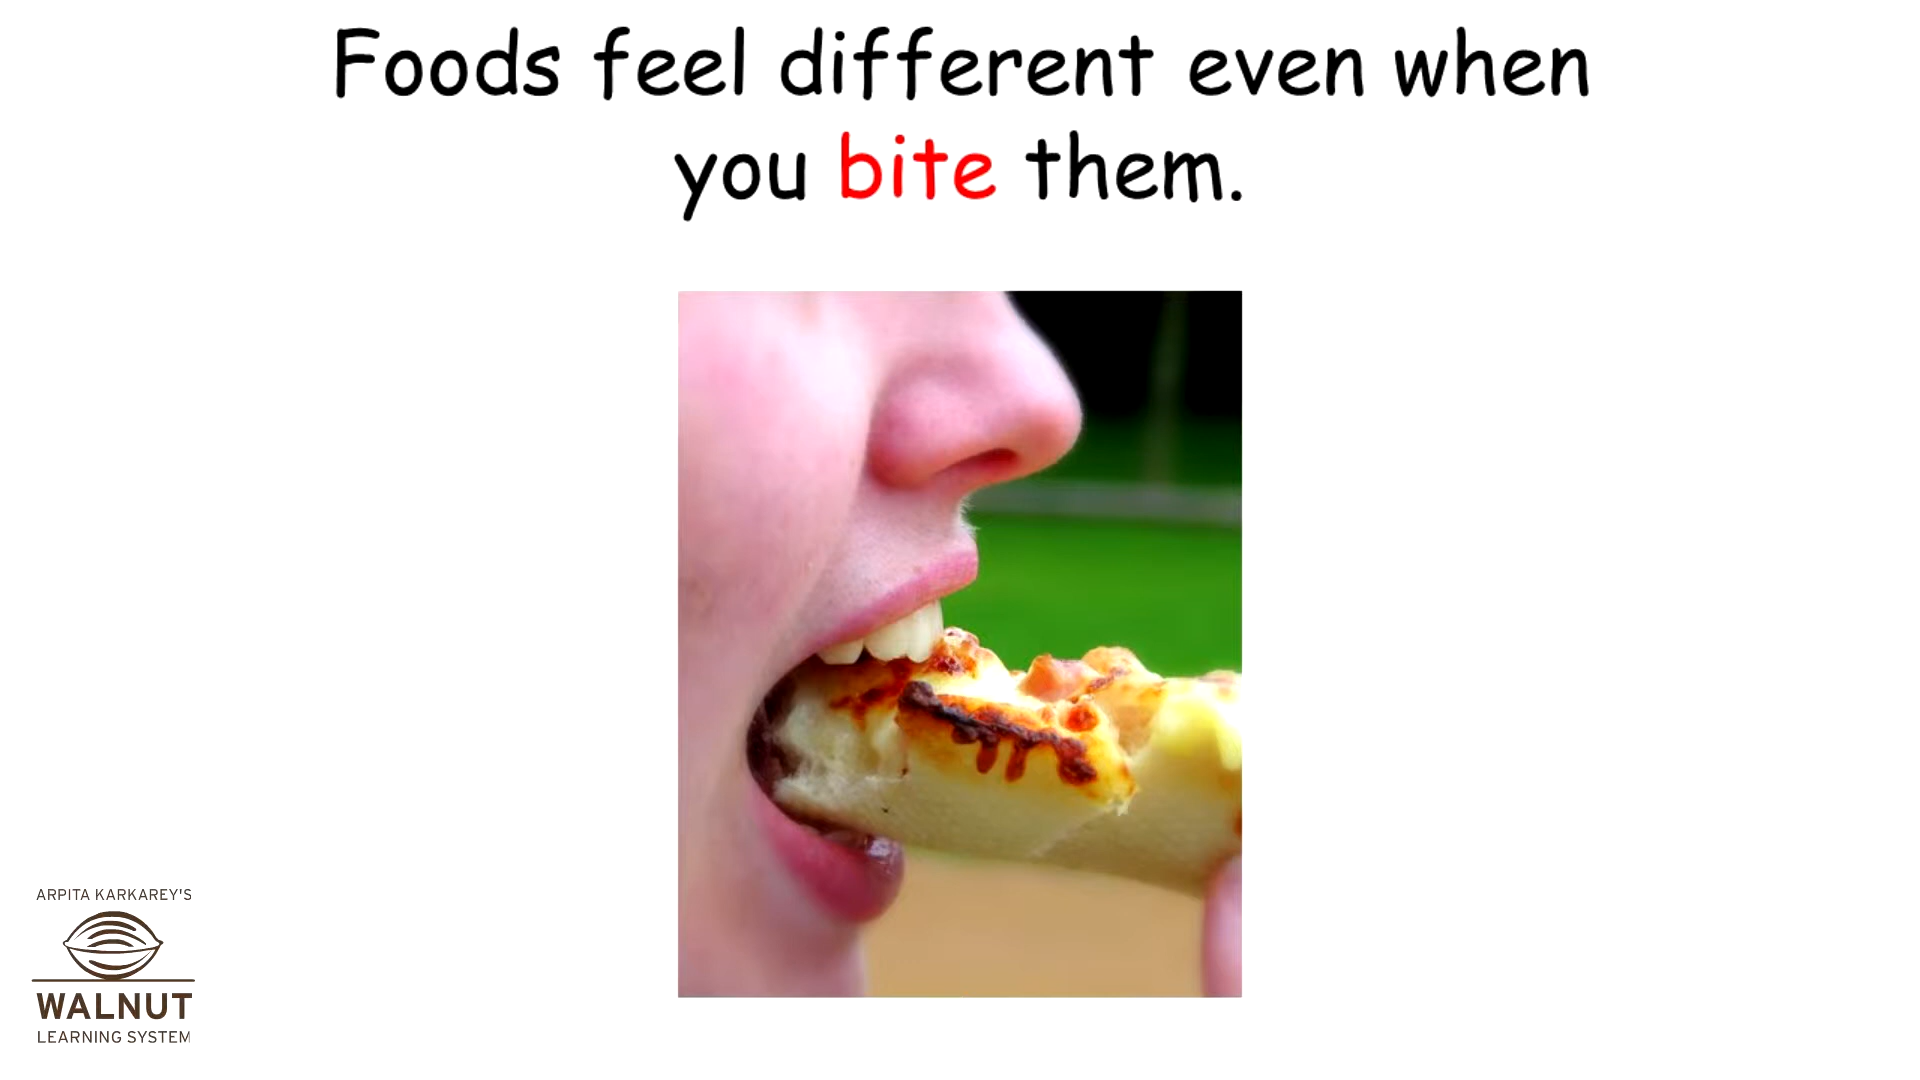 Foods feel different even when
you bite them.
ARPITA KARKAREY'S
WALNUT
LEARNING SYSTEM